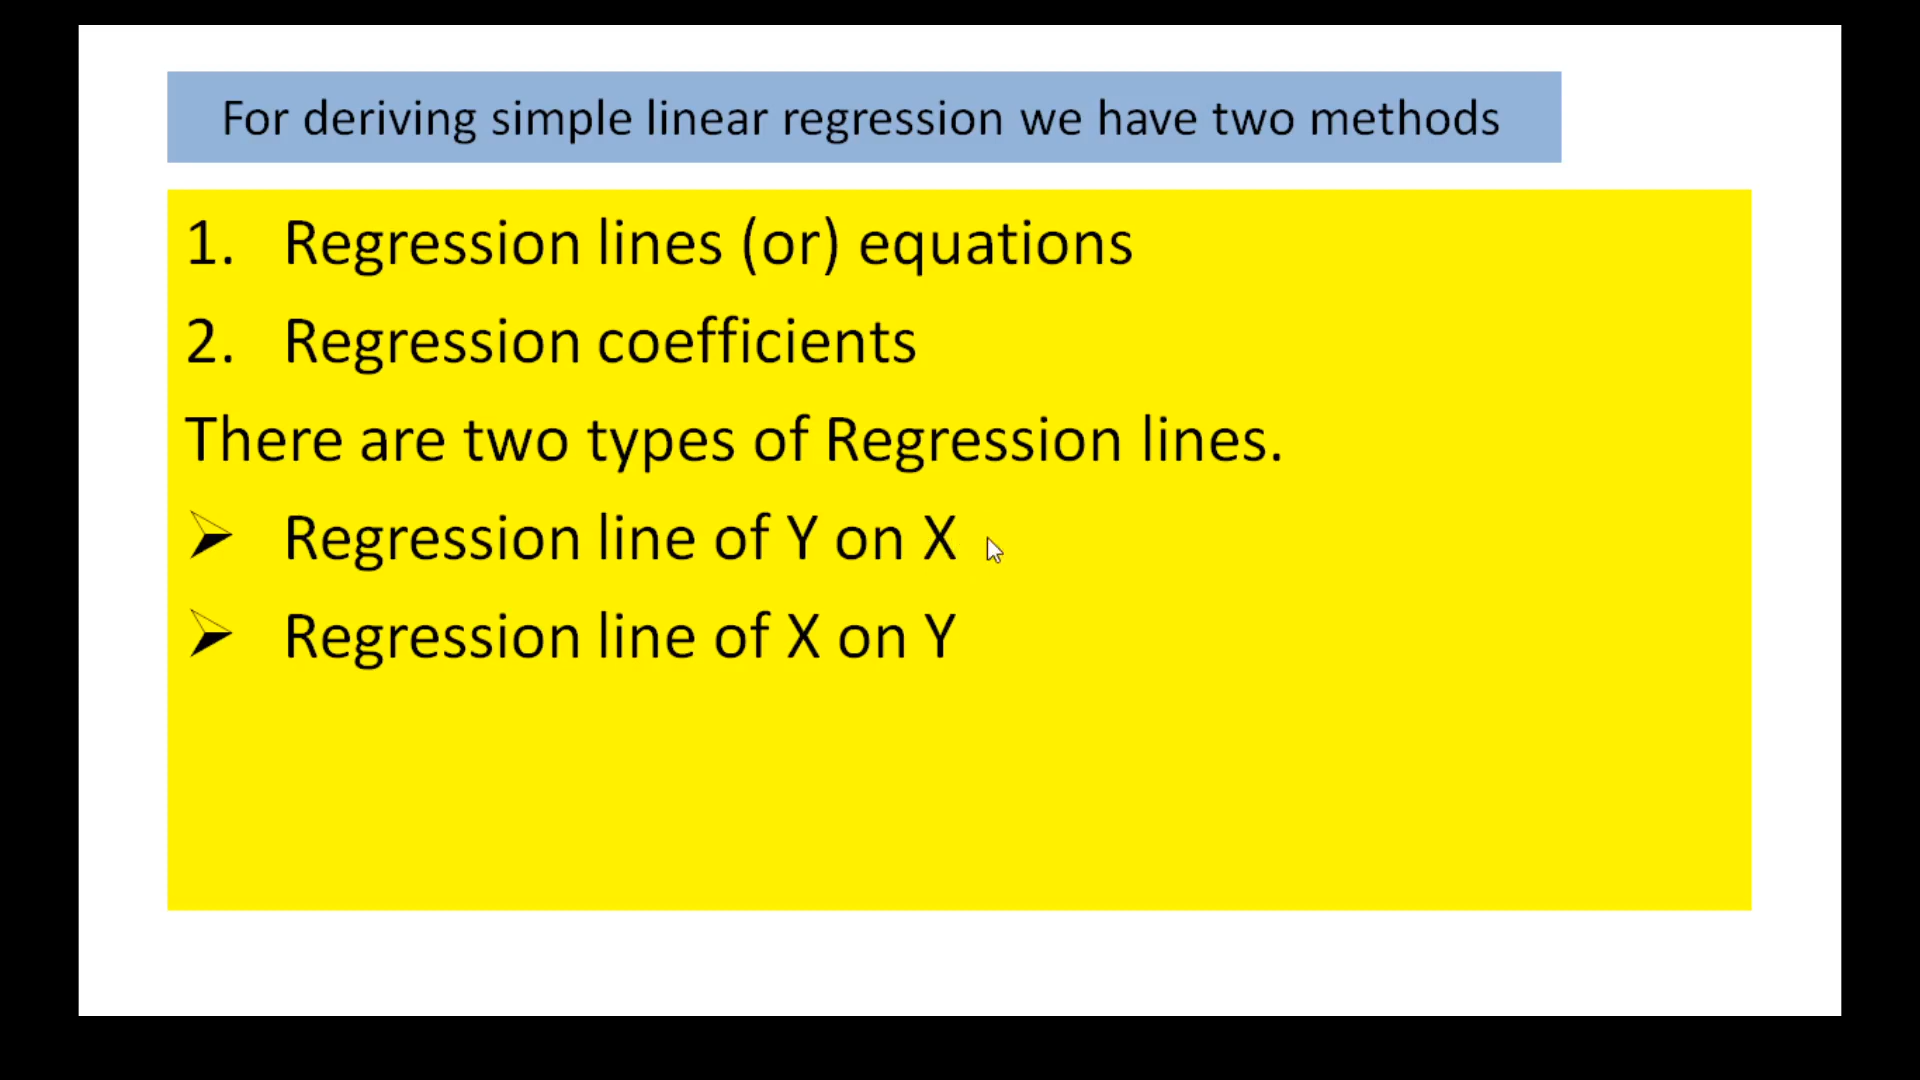 For deriving simple linear regression we have two methods
1. Regression lines (or) equations
2. Regression coefficients
There are two types of Regression lines.
➢ Regression line of Y on X
➢ Regression line of X on Y